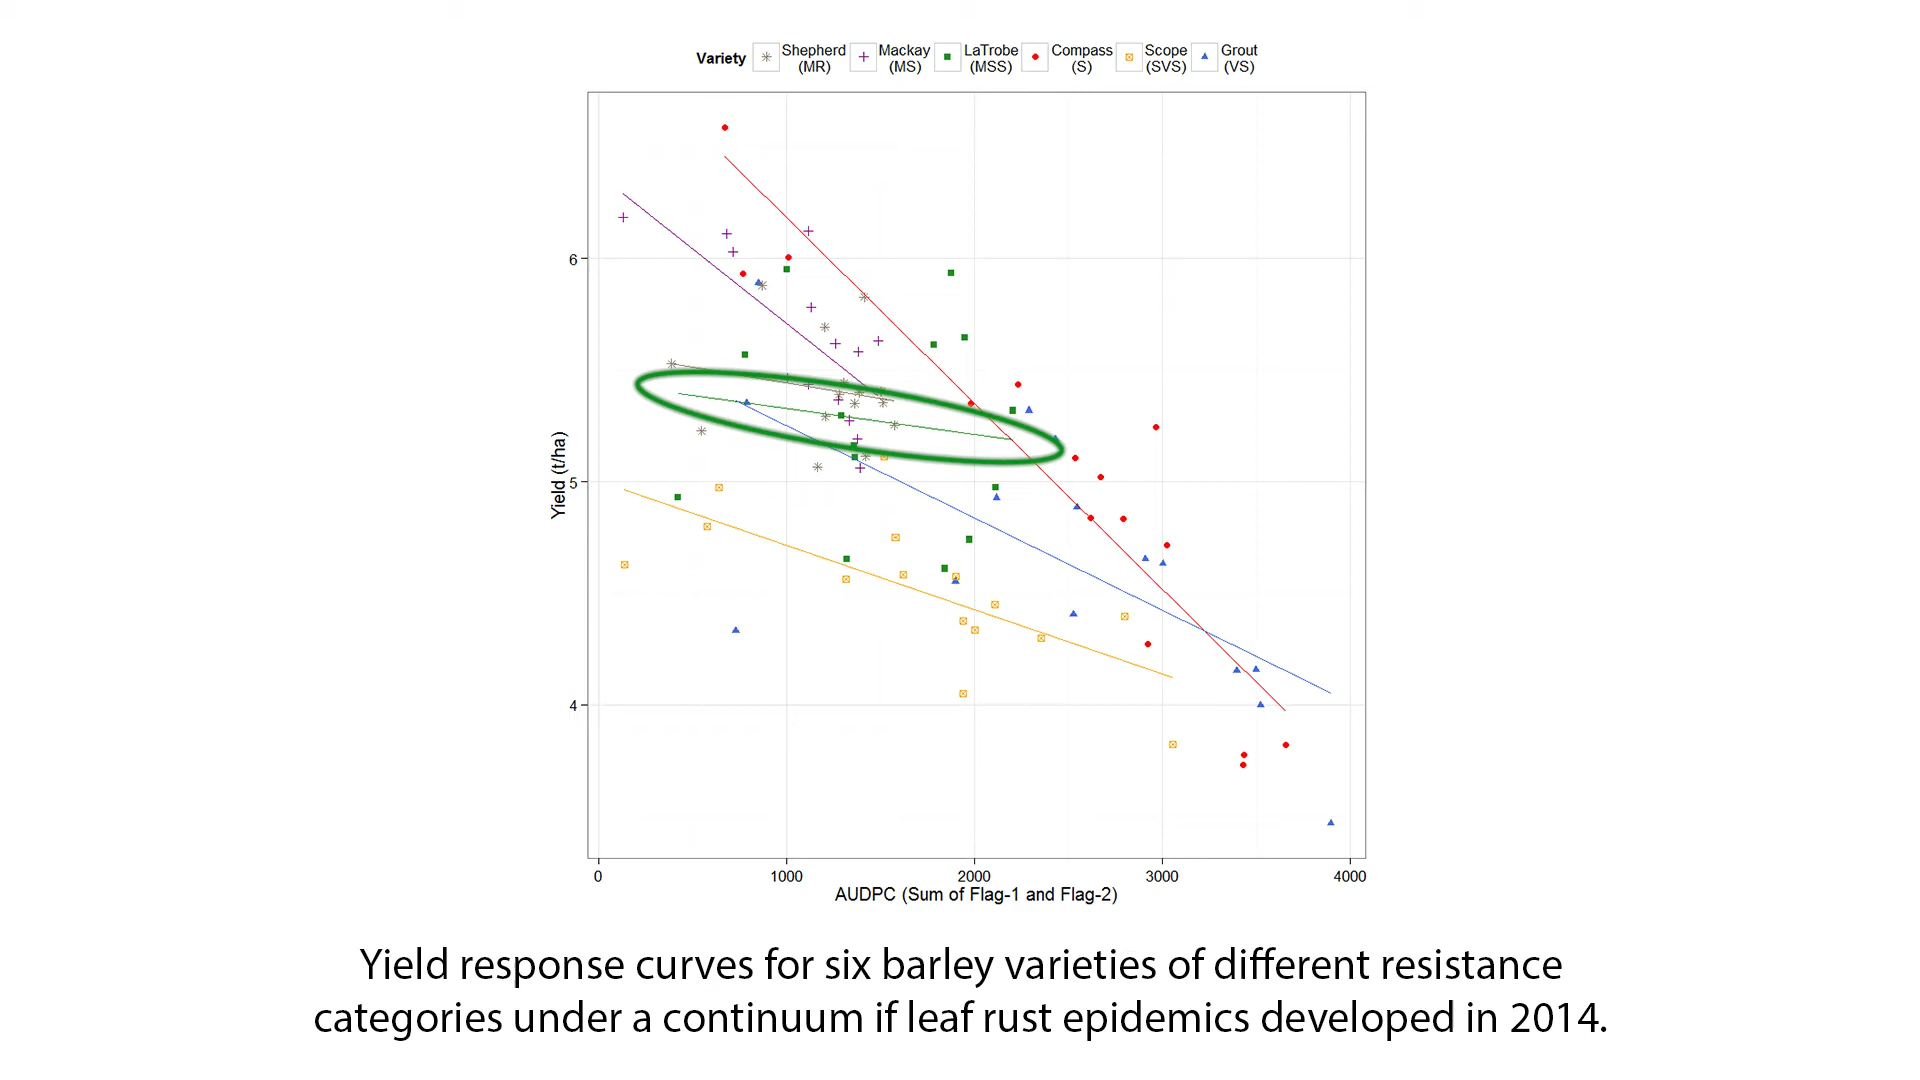 Variety Shepherd (MR) Mackay (MS) LaTrobe (MSS) Compass (S) Scope (SVS) Grout (VS)
6
5
4
Yield (t/ha)
0 1000 2000 3000 4000
AUDPC (Sum of Flag-1 and Flag-2)
Yield response curves for six barley varieties of different resistance
categories under a continuum if leaf rust epidemics developed in 2014.